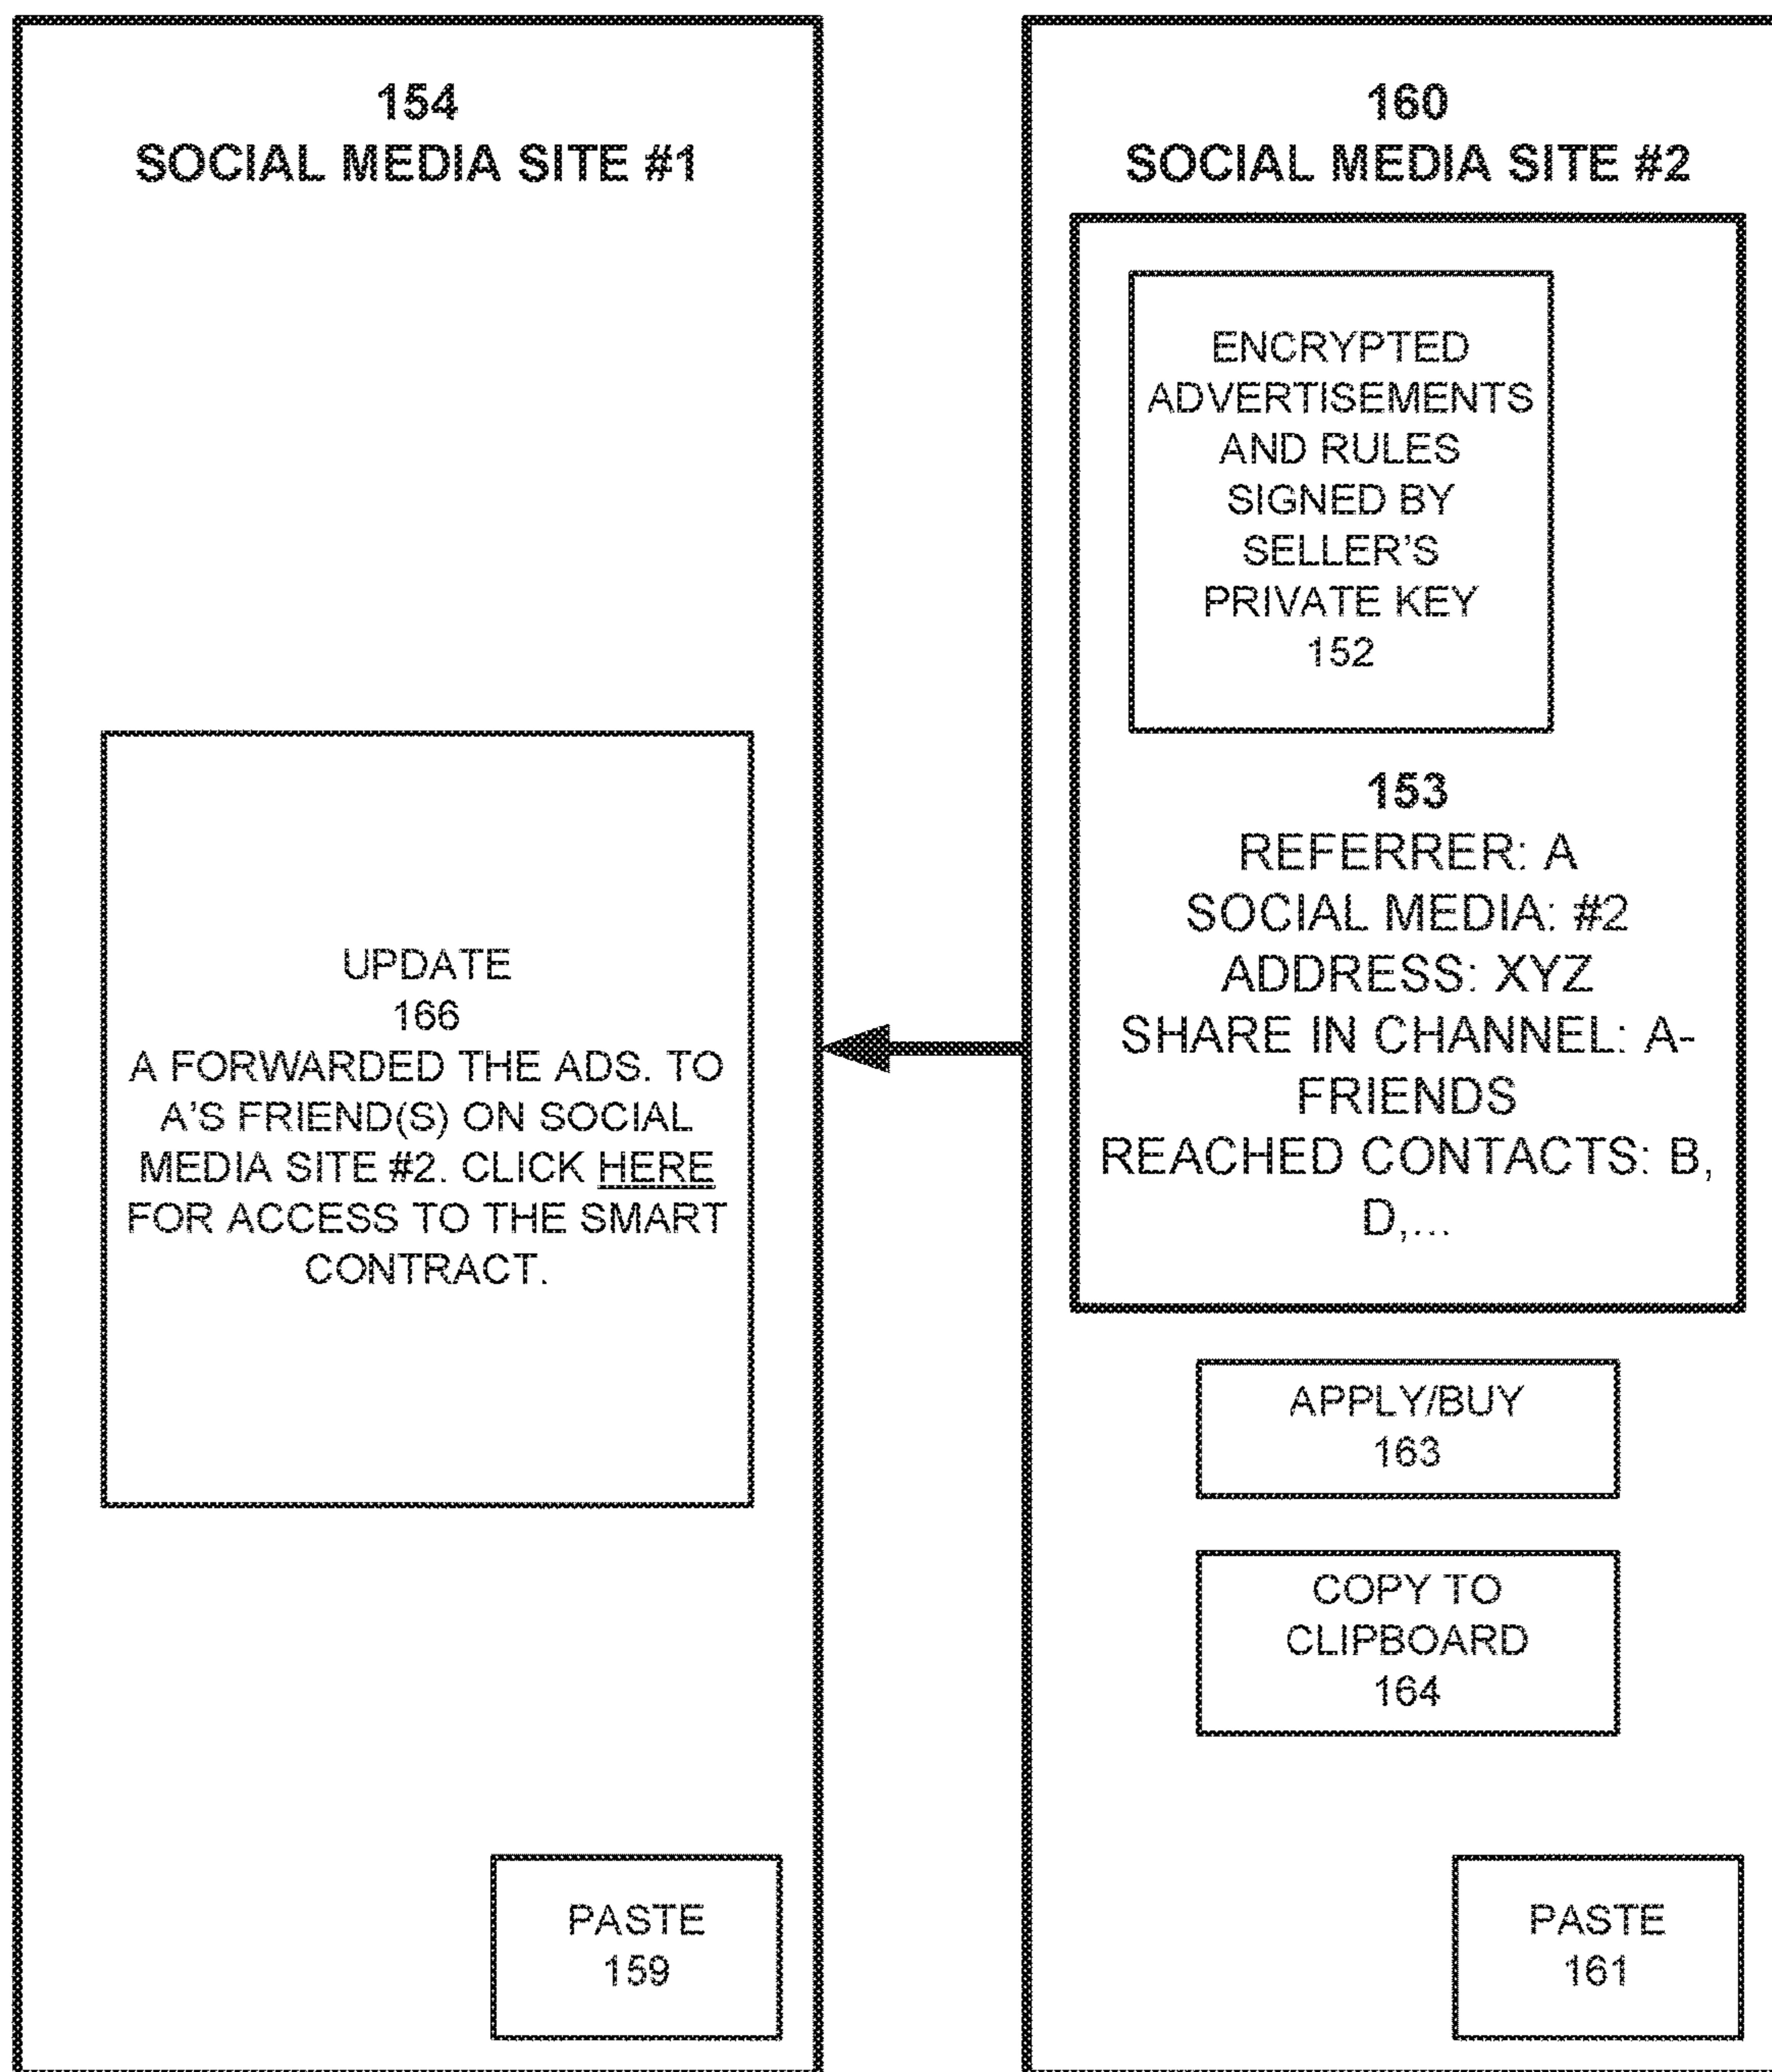 154
SOCIAL MEDIA SITE #1
UPDATE
166
A FORWARDED THE ADS. TO
A'S FRIEND(S) ON SOCIAL
MEDIA SITE #2. CLICK HERE
FOR ACCESS TO THE SMART
CONTRACT.
PASTE
159
160
SOCIAL MEDIA SITE #2
ENCRYPTED
ADVERTISEMENTS
AND RULES
SIGNED BY
SELLER'S
PRIVATE KEY
152
153
REFERRER: A
SOCIAL MEDIA: #2
ADDRESS: XYZ
SHARE IN CHANNEL: A-
FRIENDS
REACHED CONTACTS: B,
D,...
APPLY/BUY
163
COPY TO
CLIPBOARD
164
PASTE
161